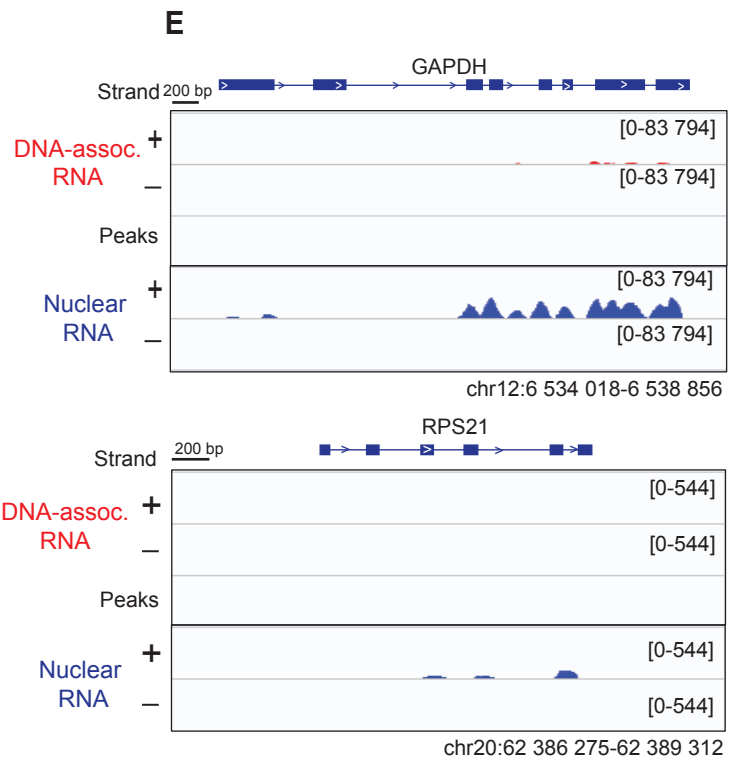 E
GAPDH
Strand 200 bp
DNA-assoc. RNA
+ [0-83 794]
– [0-83 794]
Peaks
Nuclear RNA
+ [0-83 794]
– [0-83 794]
chr12:6 534 018-6 538 856
RPS21
Strand 200 bp
DNA-assoc. RNA
+ [0-544]
– [0-544]
Peaks
Nuclear RNA
+ [0-544]
– [0-544]
chr20:62 386 275-62 389 312